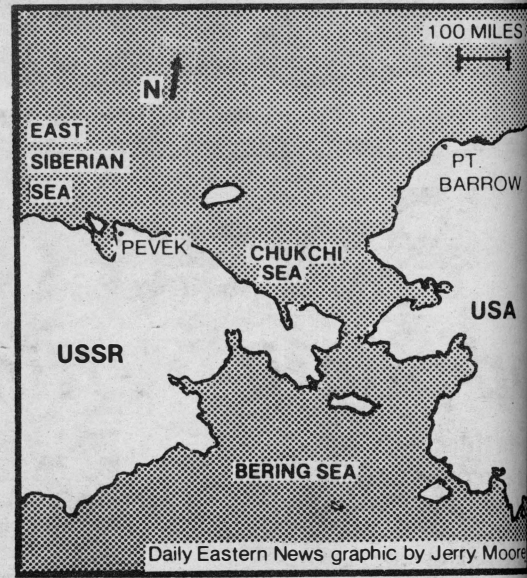 100 MILES
N
EAST
SIBERIAN
SEA
PT.
BARROW
PEVEK
CHUKCHI
SEA
USSR
USA
BERING SEA
Daily Eastern News graphic by Jerry Moore